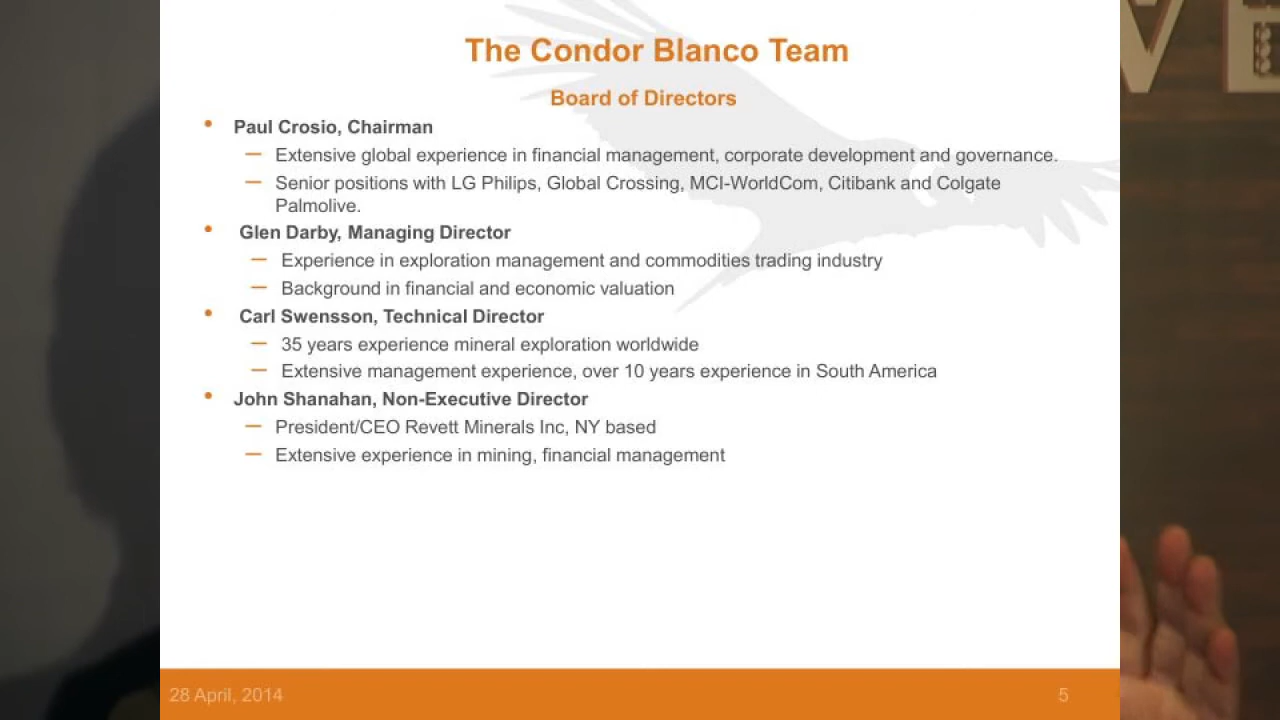 The Condor Blanco Team
Board of Directors
• Paul Crosio, Chairman
— Extensive global experience in financial management, corporate development and governance.
— Senior positions with LG Philips, Global Crossing, MCI-WorldCom, Citibank and Colgate
Palmolive.
• Glen Darby, Managing Director
— Experience in exploration management and commodities trading industry
— Background in financial and economic valuation
• Carl Swensson, Technical Director
— 35 years experience mineral exploration worldwide
— Extensive management experience, over 10 years experience in South America
• John Shanahan, Non-Executive Director
— President/CEO Revett Minerals Inc, NY based
— Extensive experience in mining, financial management
28 April, 2014
5